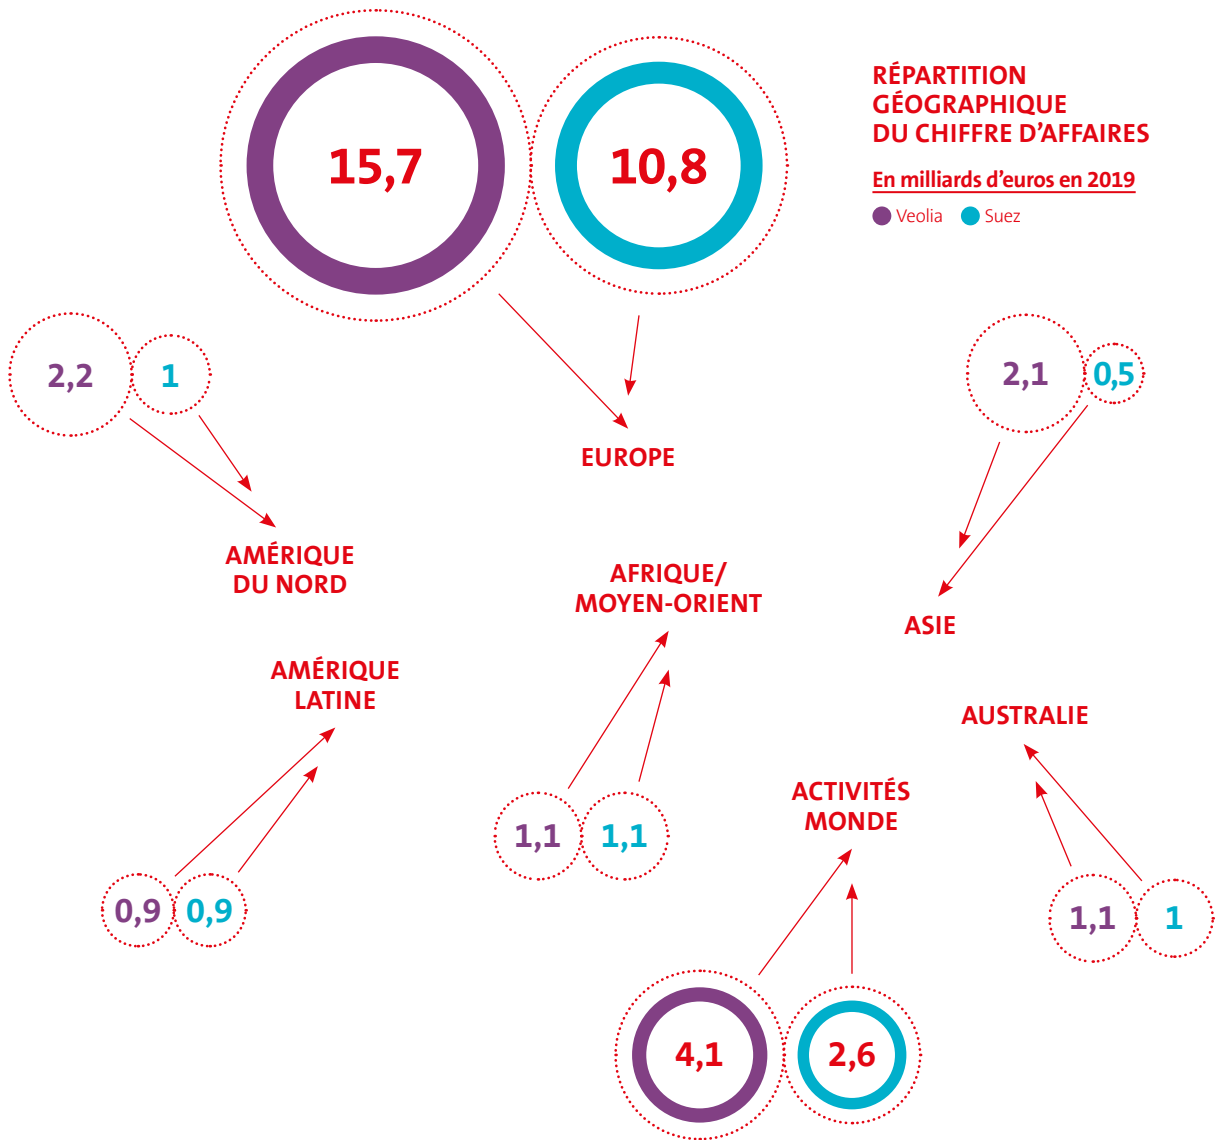 RÉPARTITION
GÉOGRAPHIQUE
DU CHIFFRE D'AFFAIRES
En milliards d'euros en 2019
Veolia Suez
15,7 10,8
EUROPE
2,2 1
AMÉRIQUE
DU NORD
2,1 0,5
ASIE
AFRIQUE/
MOYEN-ORIENT
1,1 1,1
AMÉRIQUE
LATINE
0,9 0,9
AUSTRALIE
1,1 1
ACTIVITÉS
MONDE
4,1 2,6